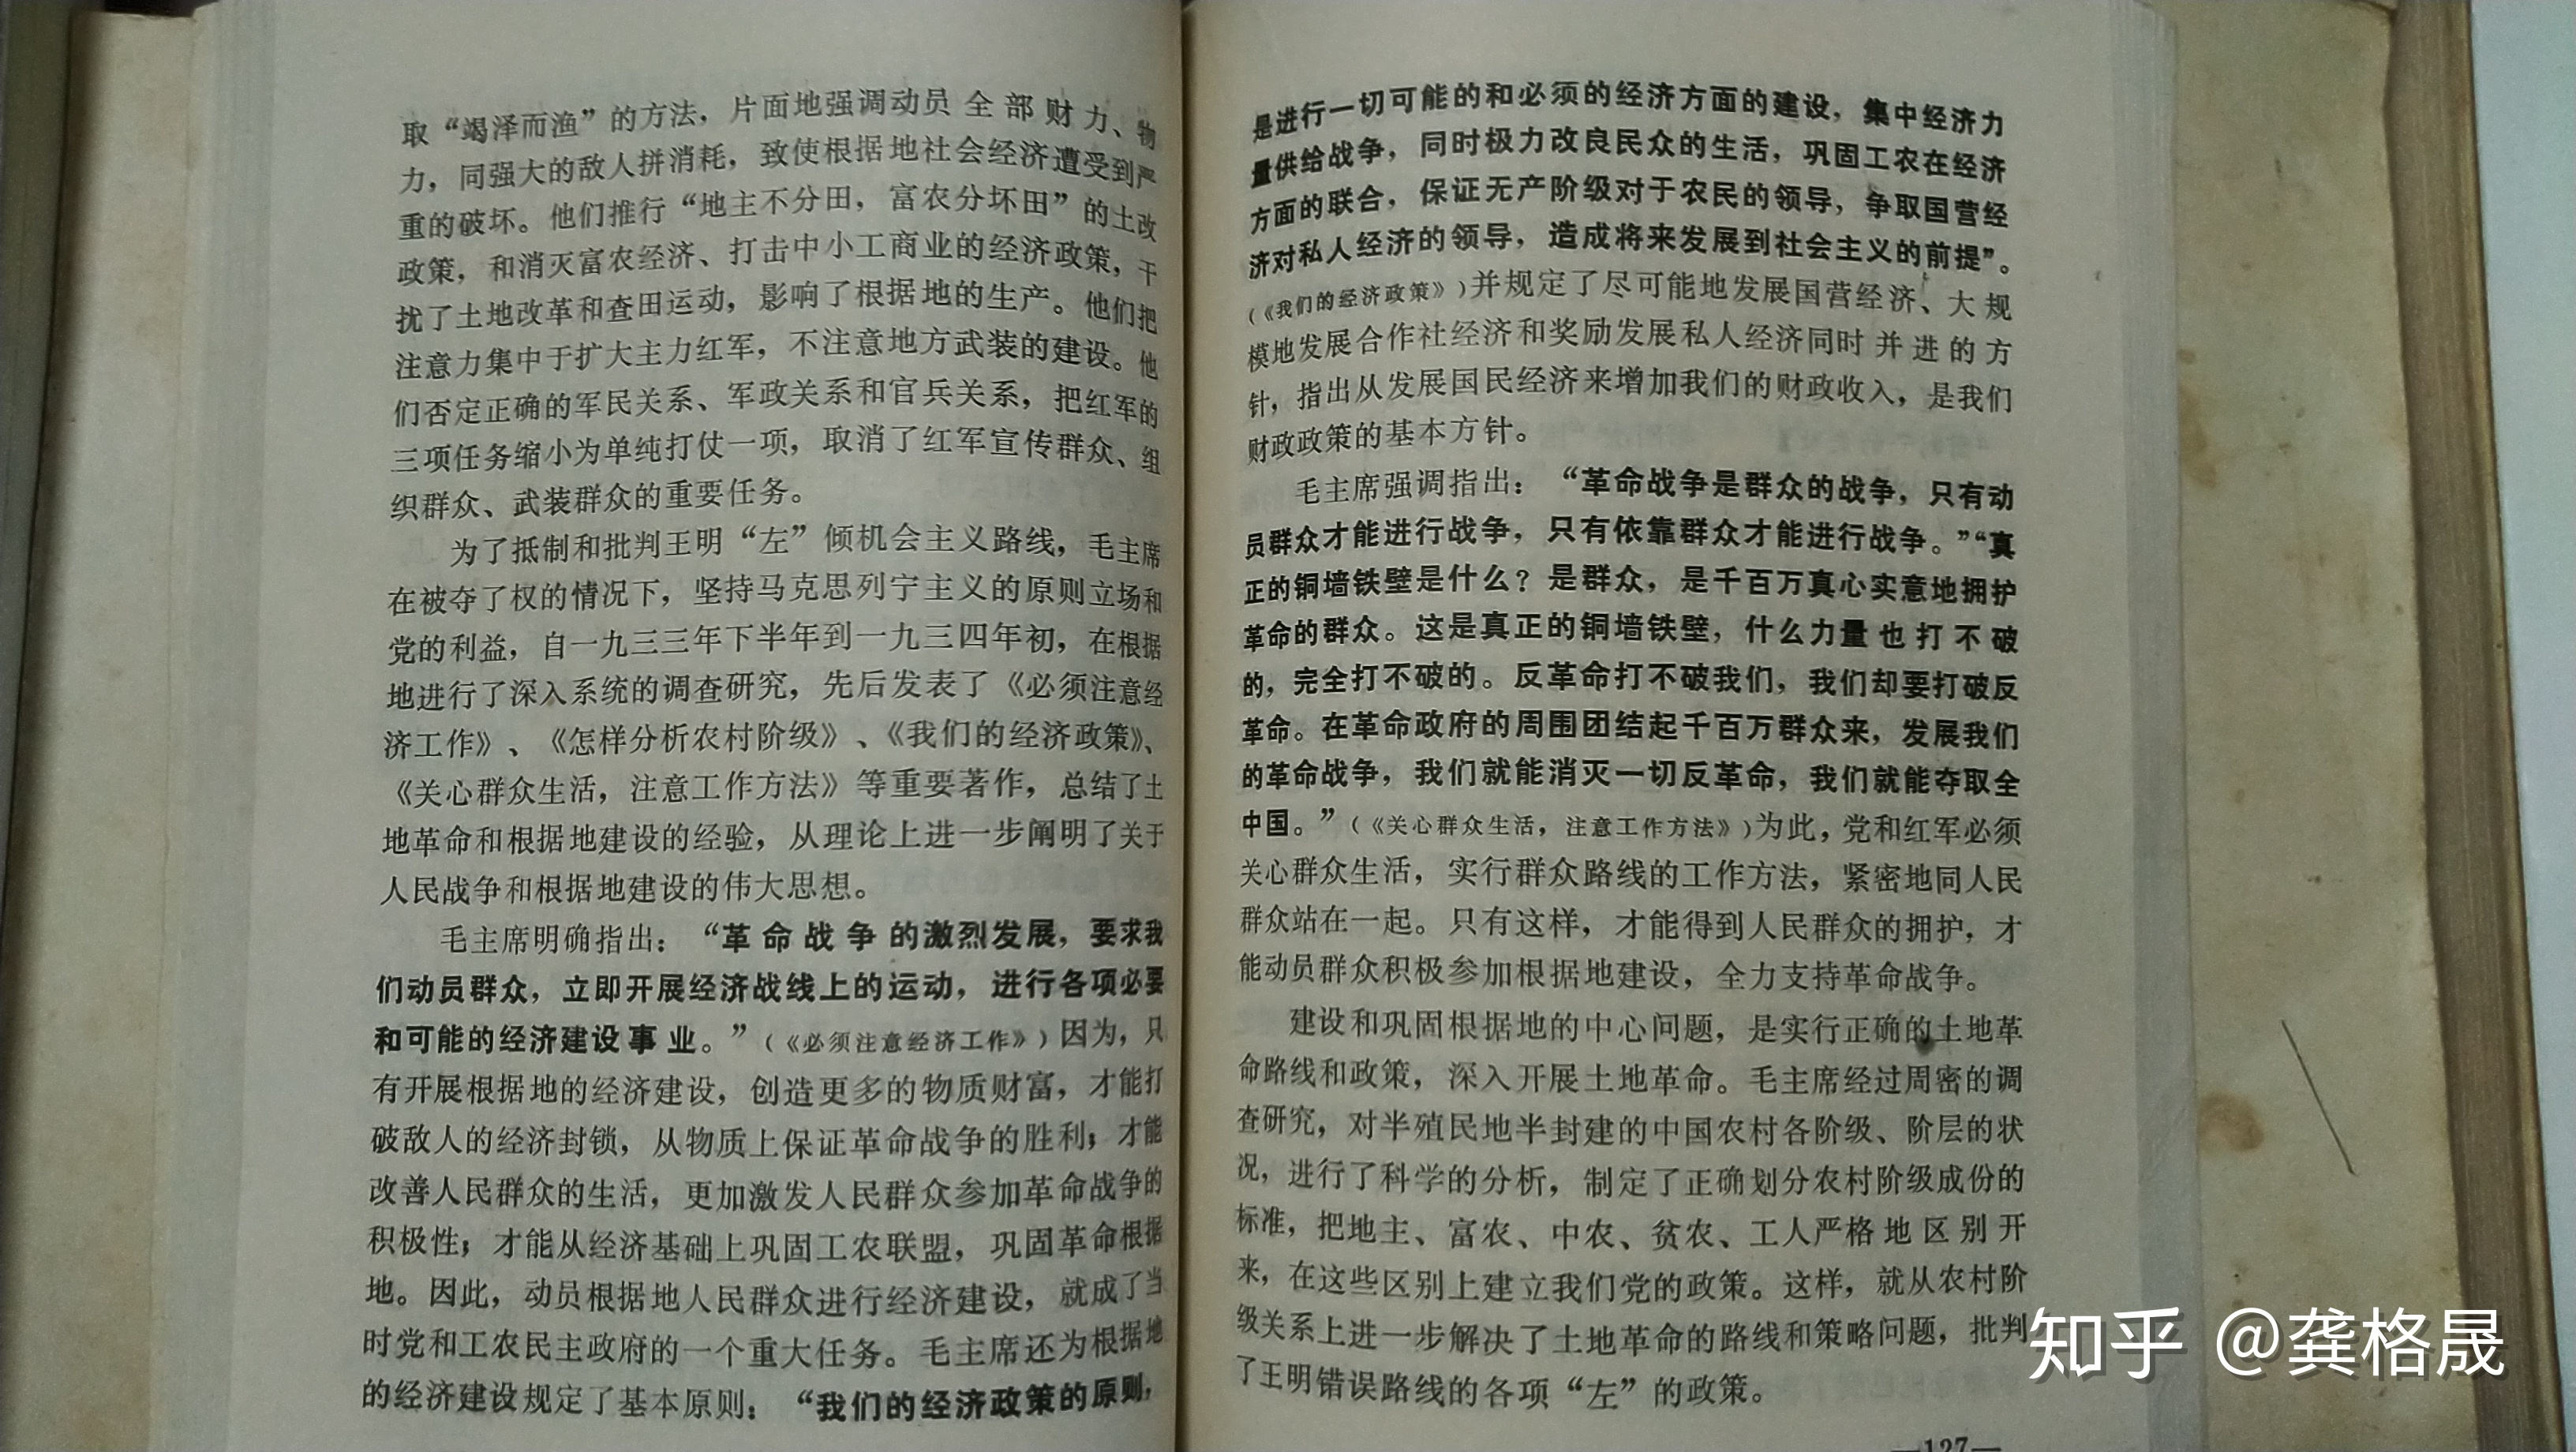 取“竭泽而渔”的方法，片面地强调动员全部财力、物
力，同强大的敌人拼消耗，致使根据地社会经济遭受到严
重的破坏。他们推行“地主不分田，富农分坏田”的土改
政策，和消灭富农经济、打击中小工商业的经济政策，干
扰了土地改革和查田运动，影响了根据地的生产。他们把
注意力集中于扩大主力红军，不注意地方武装的建设。他
们否定正确的军民关系、军政关系和官兵关系，把红军的
三项任务缩小为单纯打仗一项，取消了红军宣传群众、组
织群众、武装群众的重要任务。
为了抵制和批判王明“左”倾机会主义路线，毛主席
在被夺了权的情况下，坚持马克思列宁主义的原则立场和
党的利益，自一九三三年下半年到一九三四年初，在根据
地进行了深入系统的调查研究，先后发表了《必须注意经
济工作》、《怎样分析农村阶级》、《我们的经济政策》、
《关心群众生活，注意工作方法》等重要著作，总结了土
地革命和根据地建设的经验，从理论上进一步阐明了关于
人民战争和根据地建设的伟大思想。
毛主席明确指出：“革命战争的激烈发展，要求我
们动员群众，立即开展经济战线上的运动，进行各项必要
和可能的经济建设事业。”（《必须注意经济工作》）因为，只
有开展根据地的经济建设，创造更多的物质财富，才能打
破敌人的经济封锁，从物质上保证革命战争的胜利；才能
改善人民群众的生活，更加激发人民群众参加革命战争的
积极性；才能从经济基础上巩固工农联盟，巩固革命根据
地。因此，动员根据地人民群众进行经济建设，就成了当
时党和工农民主政府的一个重大任务。毛主席还为根据地
的经济建设规定了基本原则：“我们的经济政策的原则，
是进行一切可能的和必须的经济方面的建设，集中经济力
量供给战争，同时极力改良民众的生活，巩固工农在经济
方面的联合，保证无产阶级对于农民的领导，争取国营经
济对私人经济的领导，造成将来发展到社会主义的前提”。
（《我们的经济政策》）并规定了尽可能地发展国营经济、大规
模地发展合作社经济和奖励发展私人经济同时并进的方
针，指出从发展国民经济来增加我们的财政收入，是我们
财政政策的基本方针。
毛主席强调指出：“革命战争是群众的战争，只有动
员群众才能进行战争，只有依靠群众才能进行战争。”“真
正的铜墙铁壁是什么？是群众，是千百万真心实意地拥护
革命的群众。这是真正的铜墙铁壁，什么力量也打不破
的，完全打不破的。反革命打不破我们，我们却要打破反
革命。在革命政府的周围团结起千百万群众来，发展我们
的革命战争，我们就能消灭一切反革命，我们就能夺取全
中国。”（《关心群众生活，注意工作方法》）为此，党和红军必须
关心群众生活，实行群众路线的工作方法，紧密地同人民
群众站在一起。只有这样，才能得到人民群众的拥护，才
能动员群众积极参加根据地建设，全力支持革命战争。
建设和巩固根据地的中心问题，是实行正确的土地革
命路线和政策，深入开展土地革命。毛主席经过周密的调
查研究，对半殖民地半封建的中国农村各阶级、阶层的状
况，进行了科学的分析，制定了正确划分农村阶级成份的
标准，把地主、富农、中农、贫农、工人严格地区别开
来，在这些区别上建立我们党的政策。这样，就从农村阶
级关系上进一步解决了土地革命的路线和策略问题，批判
了王明错误路线的各项“左”的政策。
—127—
知乎 @龚格晟